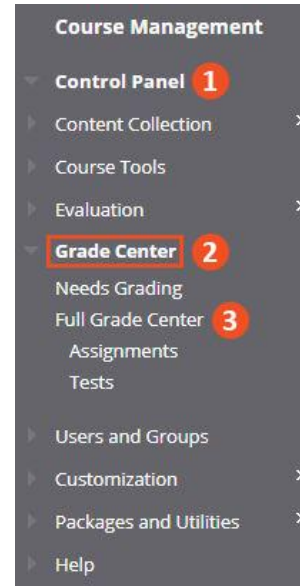 Course Management
Control Panel 1
Content Collection
Course Tools
Evaluation
Grade Center 2
Needs Grading
Full Grade Center 3
Assignments
Tests
Users and Groups
Customization
Packages and Utilities
Help